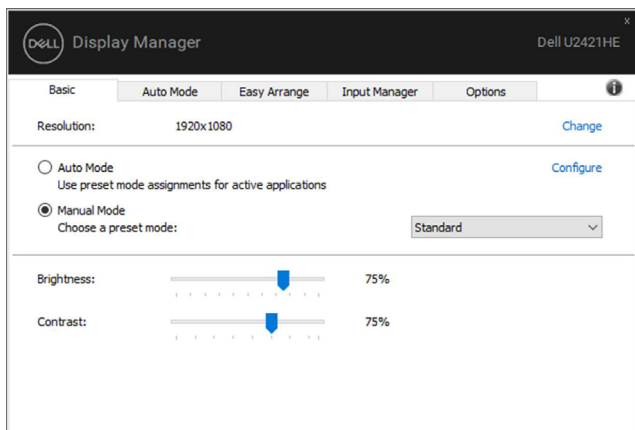 x
DELL Display Manager Dell U2421HE
Basic Auto Mode Easy Arrange Input Manager Options i
Resolution: 1920x1080 Change
Auto Mode Configure
Use preset mode assignments for active applications
Manual Mode
Choose a preset mode: Standard
Brightness: 75%
Contrast: 75%